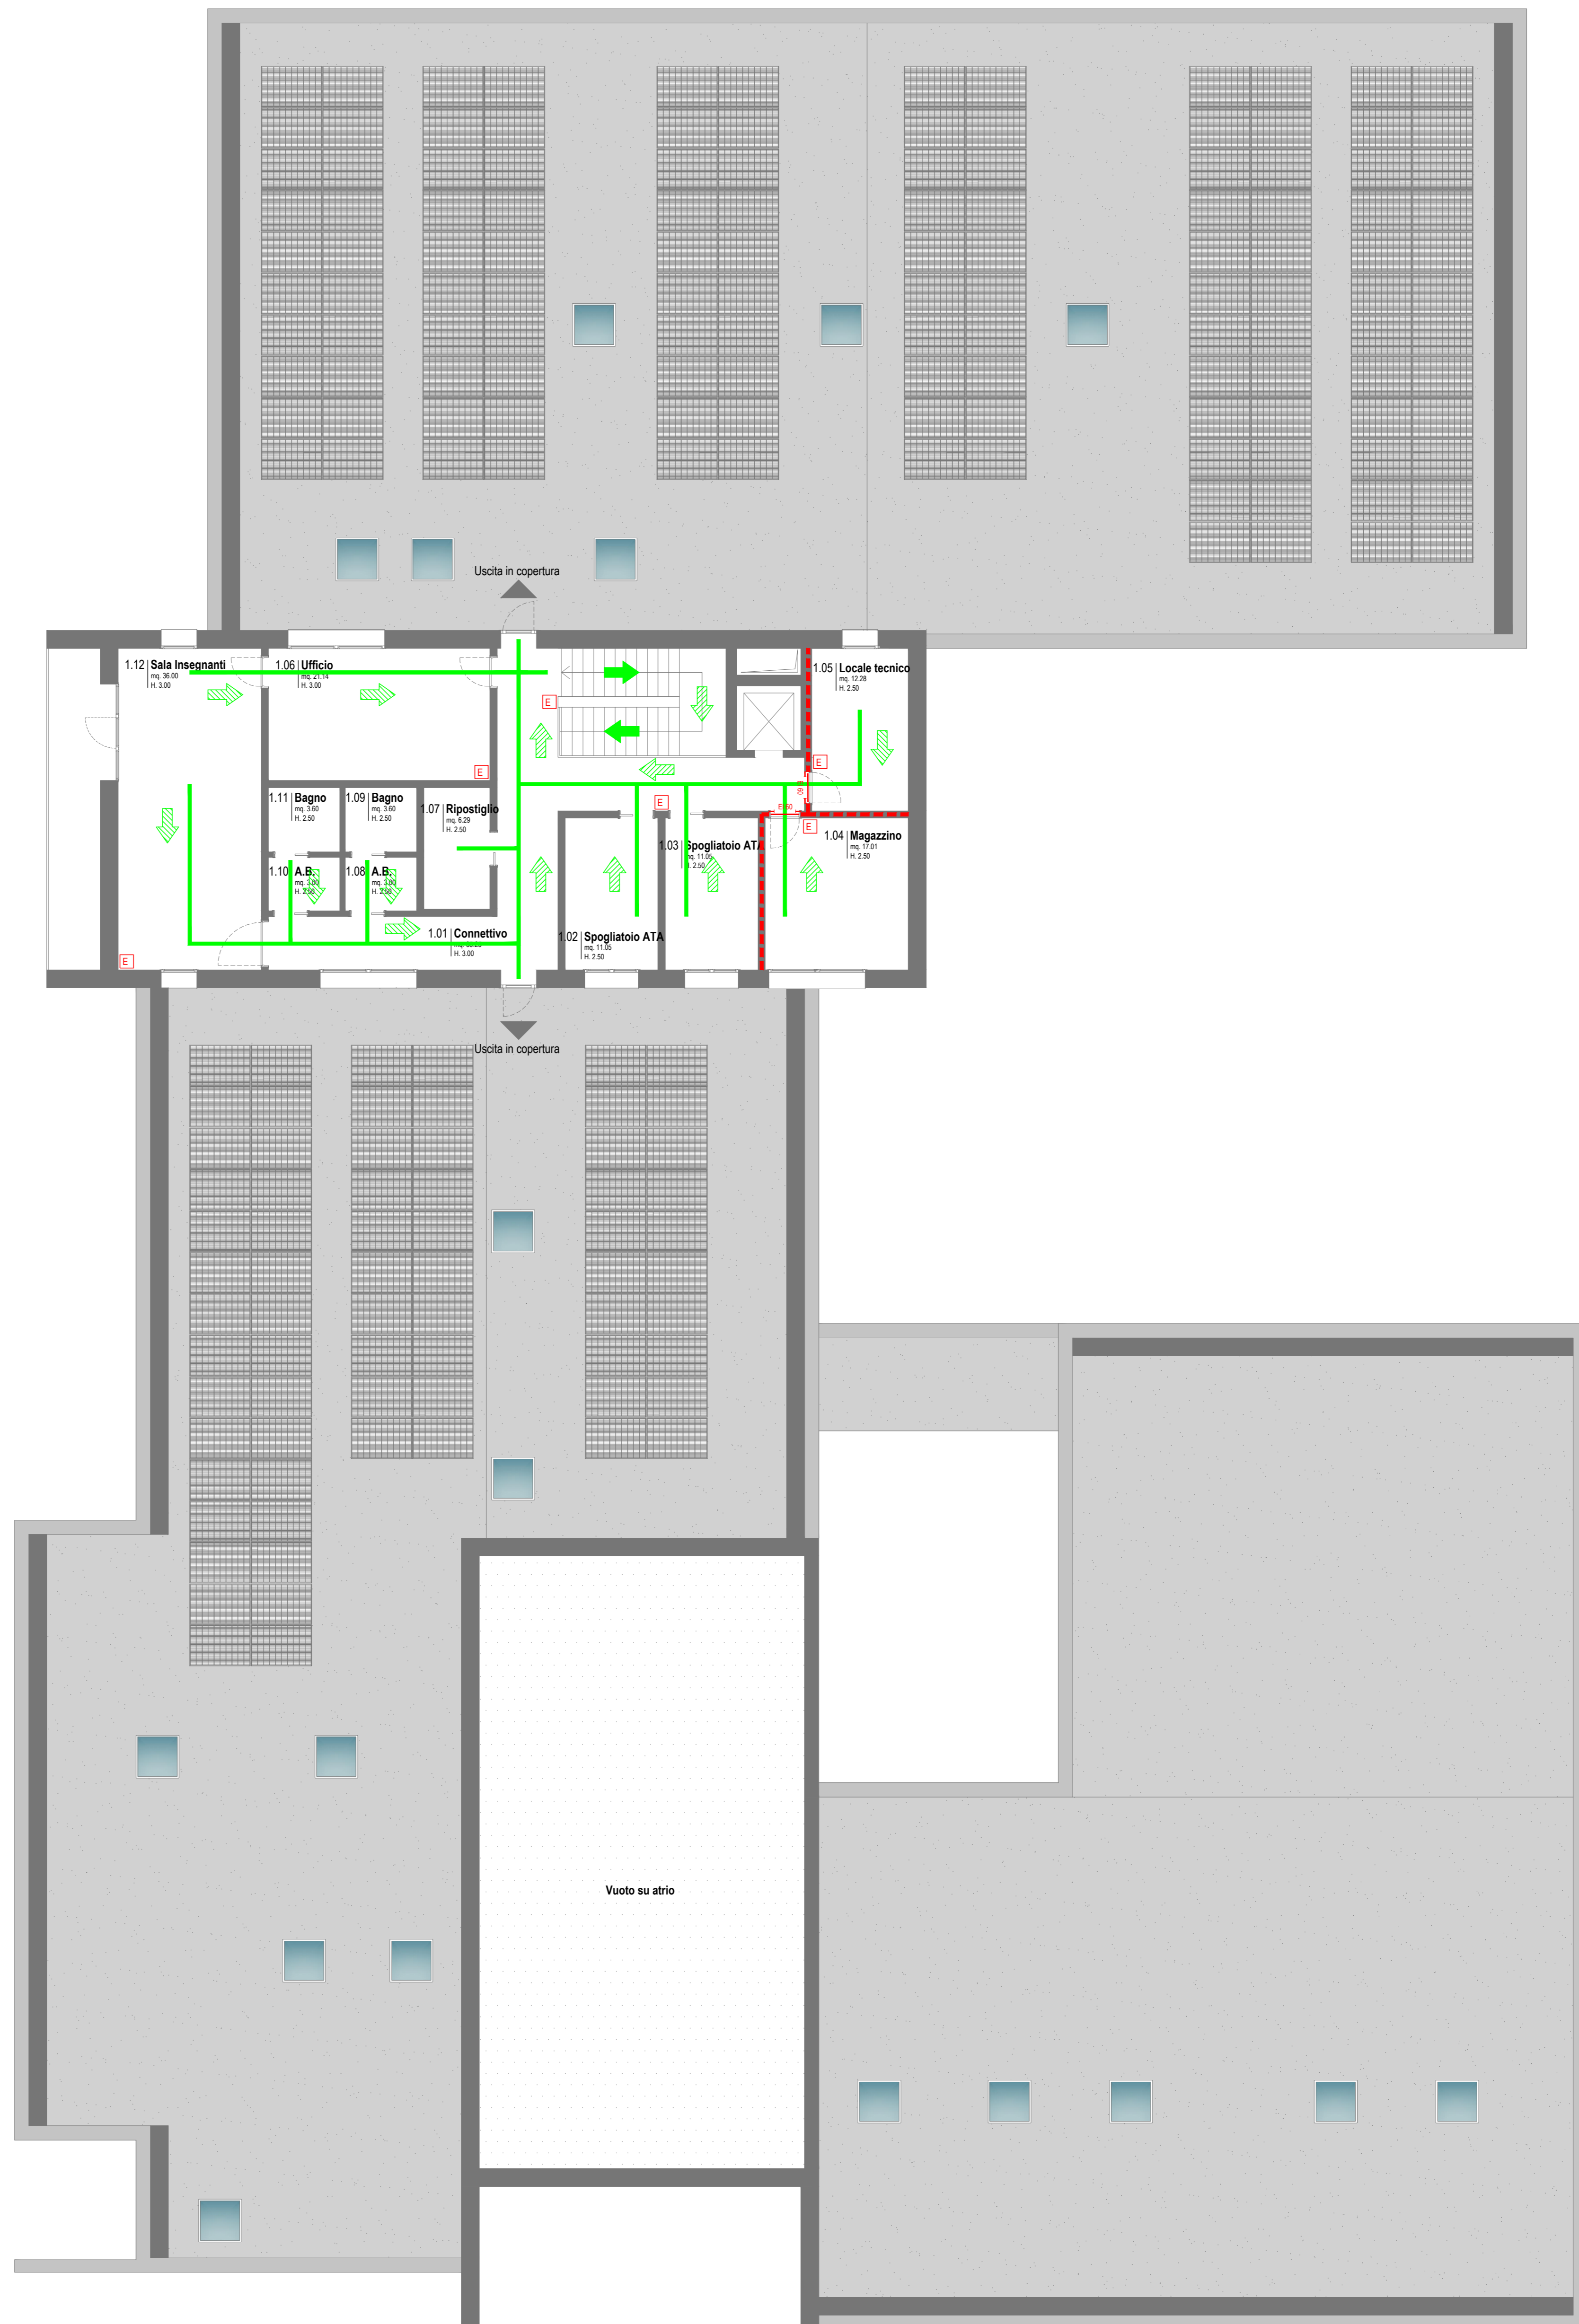 Uscita in copertura
1.12 Sala Insegnanti
mq. 36.00
H. 3.00
1.06 Ufficio
mq. 21.14
H. 3.00
1.05 Locale tecnico
mq. 12.28
H. 2.50
E
E
E
E
EI 60
E
1.11 Bagno
mq. 3.60
H. 2.50
1.09 Bagno
mq. 3.60
H. 2.50
1.07 Ripostiglio
mq. 6.29
H. 2.50
1.03 Spogliatoio ATA
mq. 11.05
H. 2.50
1.04 Magazzino
mq. 17.01
H. 2.50
1.10 A.B.
mq. 3.00
H. 2.50
1.08 A.B.
mq. 3.00
H. 2.50
1.01 Connettivo
H. 3.00
1.02 Spogliatoio ATA
mq. 11.05
H. 2.50
E
Uscita in copertura
Vuoto su atrio